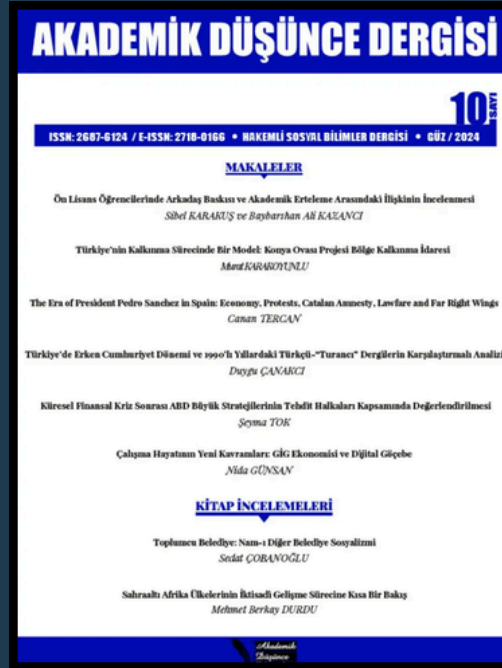 AKADEMİK DÜŞÜNCE DERGİSİ
10
SAYI
ISSN: 2687-6124 / E-ISSN: 2718-0166 • HAKEMLİ SOSYAL BİLİMLER DERGİSİ • GÜZ / 2024
MAKALELER
Ön Lisans Öğrencilerinde Arkadaş Baskısı ve Akademik Erteleme Arasındaki İlişkinin İncelenmesi
Sibel KARAKUŞ ve Baybarshan Ali KAZANCI
Türkiye'nin Kalkınma Sürecinde Bir Model: Konya Ovası Projesi Bölge Kalkınma İdaresi
Murat KARAKOYUNLU
The Era of President Pedro Sanchez in Spain: Economy, Protests, Catalan Amnesty, Lawfare and Far Right Wings
Canan TERCAN
Türkiye'de Erken Cumhuriyet Dönemi ve 1990'lı Yıllardaki Türkçü-"Turancı" Dergilerin Karşılaştırmalı Analizi
Duygu ÇANAKCI
Küresel Finansal Kriz Sonrası ABD Büyük Stratejilerinin Tehdit Halkaları Kapsamında Değerlendirilmesi
Şeyma TOK
Çalışma Hayatının Yeni Kavramları: GİG Ekonomisi ve Dijital Göçebe
Nida GÜNSAN
KİTAP İNCELEMELERİ
Toplumcu Belediye: Nam-ı Diğer Belediye Sosyalizmi
Sedat ÇOBANOĞLU
Sahraaltı Afrika Ülkelerinin İktisadi Gelişme Sürecine Kısa Bir Bakış
Mehmet Berkay DURDU
Akademik
Düşünce